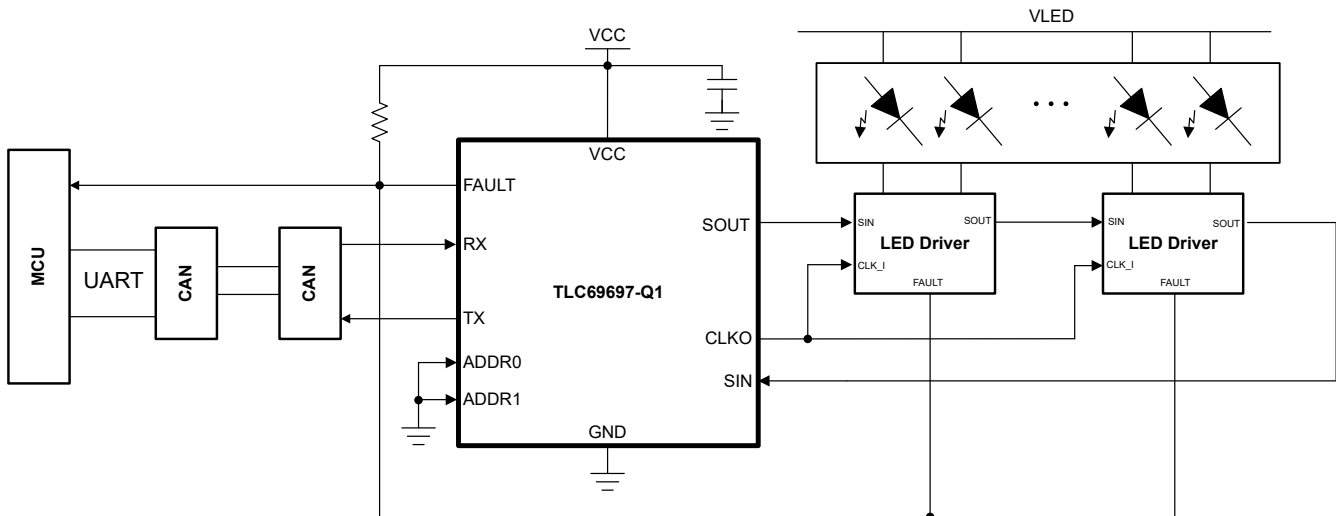 VCC
VLED
VCC
MCU
UART
CAN
CAN
FAULT
RX
TX
ADDR0
ADDR1
TLC69697-Q1
GND
SOUT
CLKO
SIN
SIN
SOUT
LED Driver
CLK_I
FAULT
SIN
SOUT
LED Driver
CLK_I
FAULT